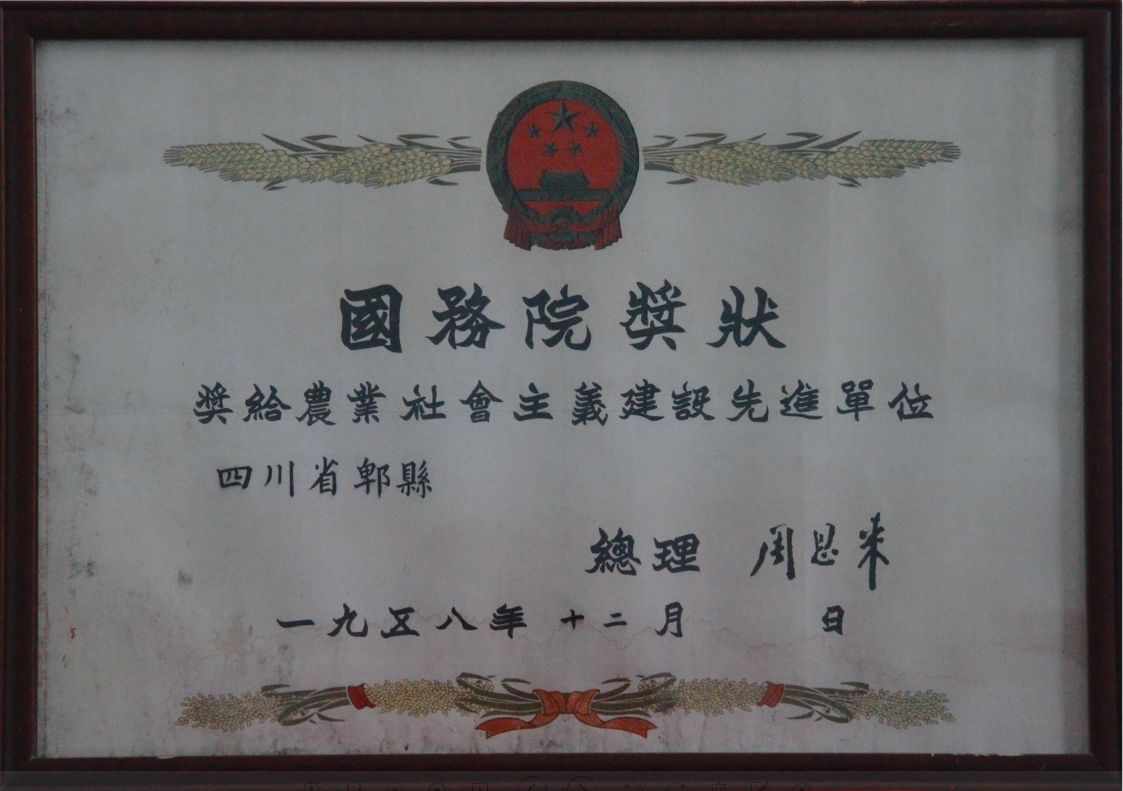 國務院獎狀
獎給農業社會主義建設先進單位
四川省郫縣
總理 周恩來
一九五八年 十二月 日